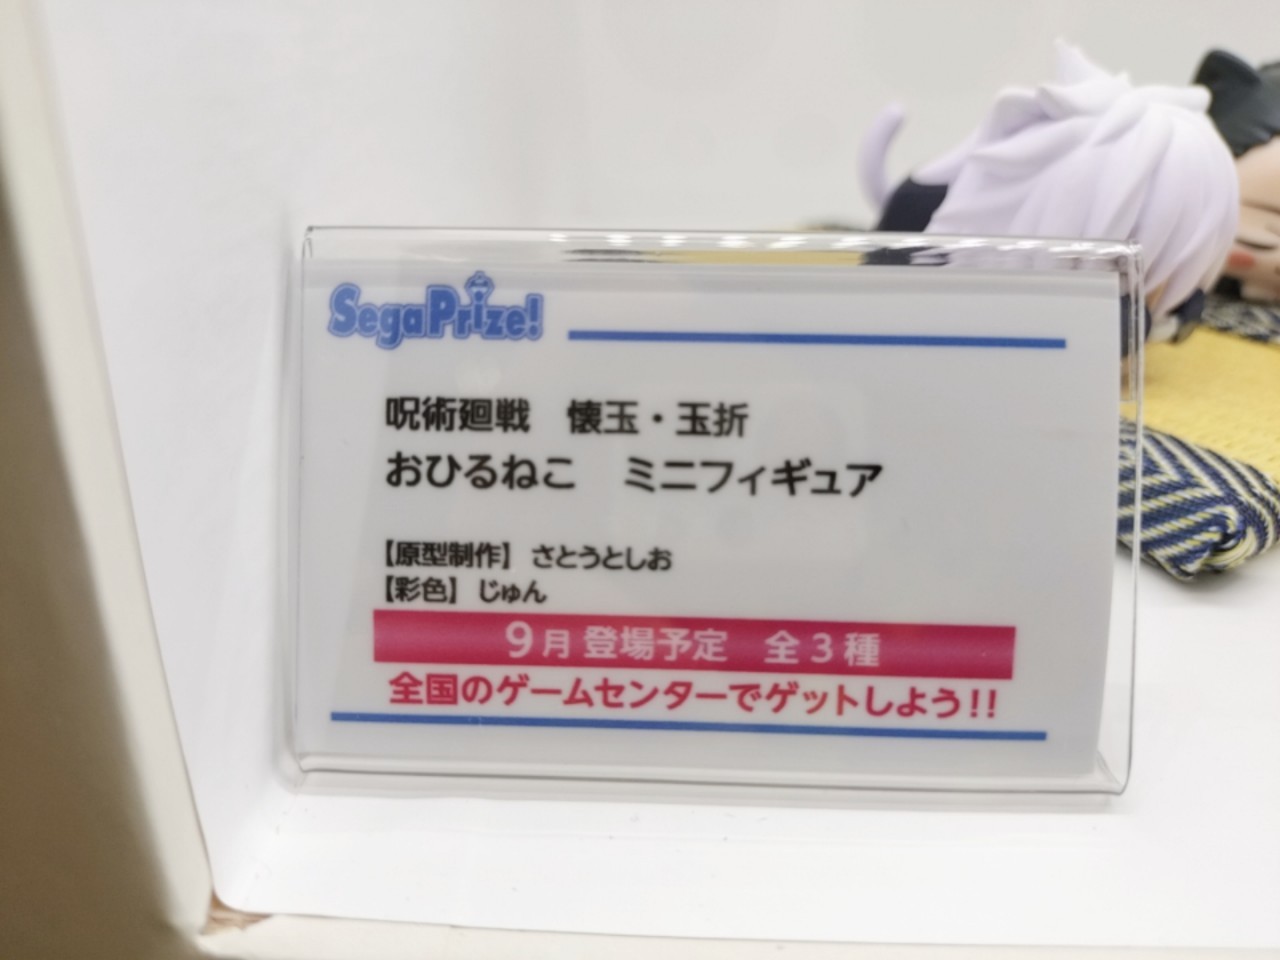 SegaPrize!
呪術廻戦　懐玉・玉折
おひるねこ　ミニフィギュア
【原型制作】さとうとしお
【彩色】じゅん
9月登場予定　全3種
全国のゲームセンターでゲットしよう!!